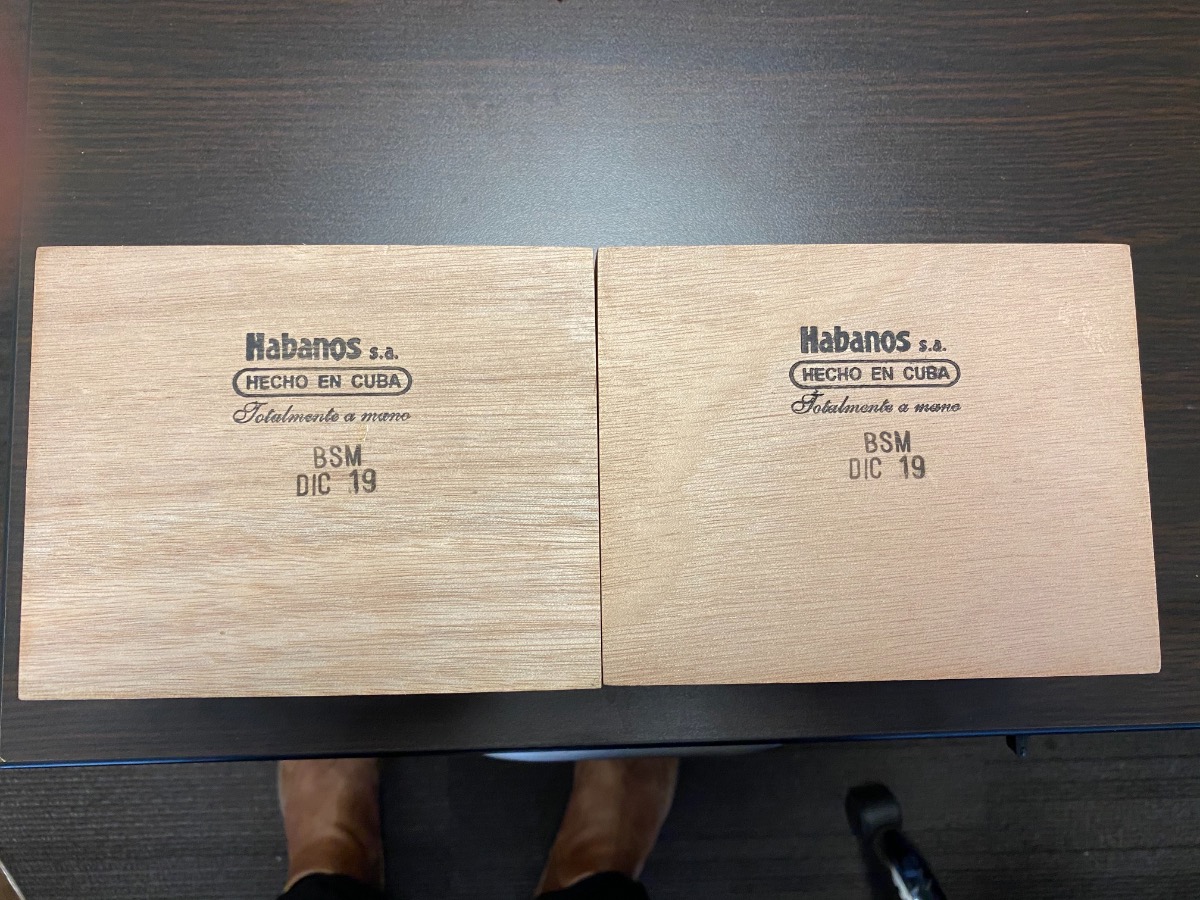 Habanos s.a.
HECHO EN CUBA
Totalmente a mano
BSM
DIC 19
Habanos s.a.
HECHO EN CUBA
Totalmente a mano
BSM
DIC 19